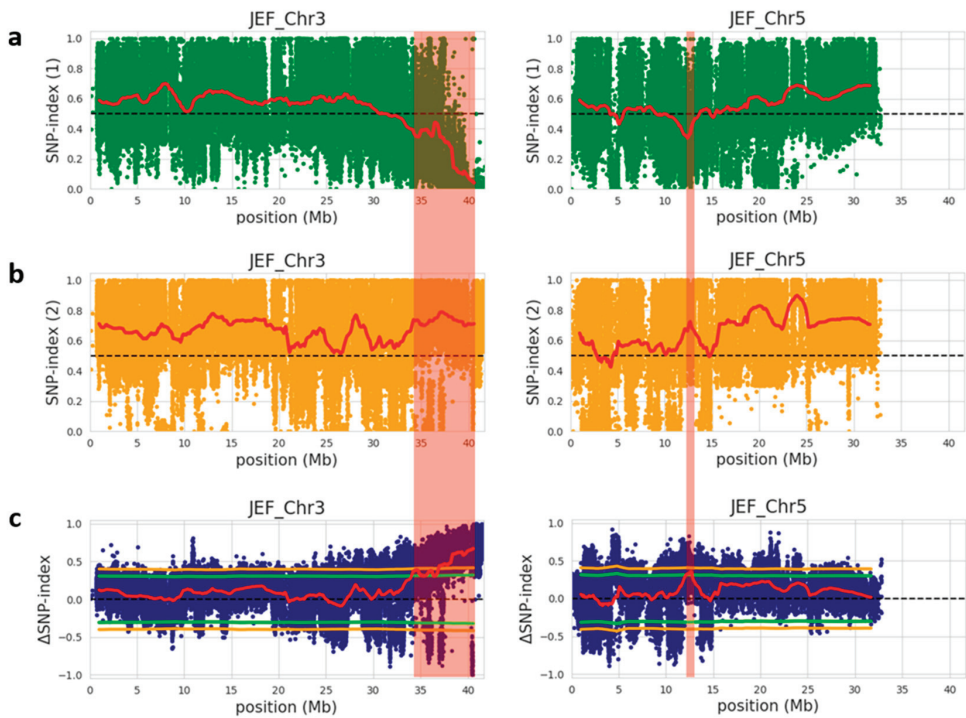 a
JEF_Chr3
JEF_Chr5
SNP-index (1)
1.0
0.8
0.6
0.4
0.2
0.0
0 5 10 15 20 25 30 35 40
position (Mb)
SNP-index (1)
1.0
0.8
0.6
0.4
0.2
0.0
0 5 10 15 20 25 30 35 40
position (Mb)
b
JEF_Chr3
JEF_Chr5
SNP-index (2)
1.0
0.8
0.6
0.4
0.2
0.0
0 5 10 15 20 25 30 35 40
position (Mb)
SNP-index (2)
1.0
0.8
0.6
0.4
0.2
0.0
0 5 10 15 20 25 30 35 40
position (Mb)
c
JEF_Chr3
JEF_Chr5
ΔSNP-index
1.0
0.5
0.0
−0.5
−1.0
0 5 10 15 20 25 30 35 40
position (Mb)
ΔSNP-index
1.0
0.5
0.0
−0.5
−1.0
0 5 10 15 20 25 30 35 40
position (Mb)